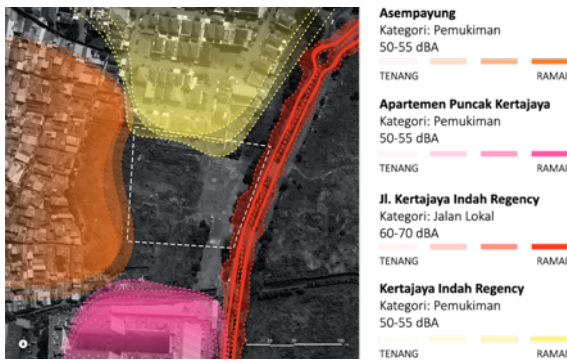 Asempayung
Kategori: Pemukiman
50-55 dBA
TENANG RAMAI
Apartemen Puncak Kertajaya
Kategori: Pemukiman
50-55 dBA
TENANG RAMAI
Jl. Kertajaya Indah Regency
Kategori: Jalan Lokal
60-70 dBA
TENANG RAMAI
Kertajaya Indah Regency
Kategori: Pemukiman
50-55 dBA
TENANG RAMAI